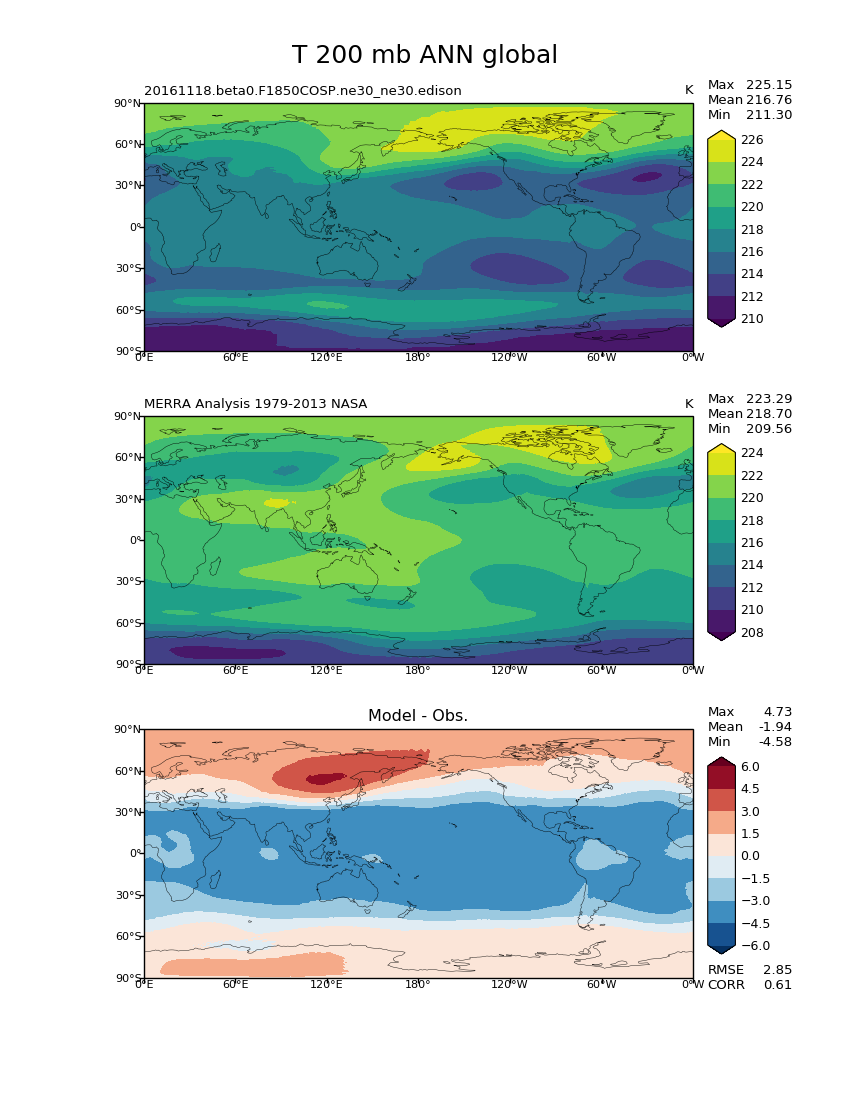 T 200 mb ANN global
20161118.beta0.F1850COSP.ne30_ne30.edison K
Max 225.15
Mean 216.76
Min 211.30
90°N
60°N
30°N
0°
30°S
60°S
90°S
0°E 60°E 120°E 180° 120°W 60°W 0°W
226
224
222
220
218
216
214
212
210
MERRA Analysis 1979-2013 NASA K
Max 223.29
Mean 218.70
Min 209.56
90°N
60°N
30°N
0°
30°S
60°S
90°S
0°E 60°E 120°E 180° 120°W 60°W 0°W
224
222
220
218
216
214
212
210
208
Model - Obs.
Max 4.73
Mean -1.94
Min -4.58
90°N
60°N
30°N
0°
30°S
60°S
90°S
0°E 60°E 120°E 180° 120°W 60°W 0°W
6.0
4.5
3.0
1.5
0.0
−1.5
−3.0
−4.5
−6.0
RMSE 2.85
CORR 0.61